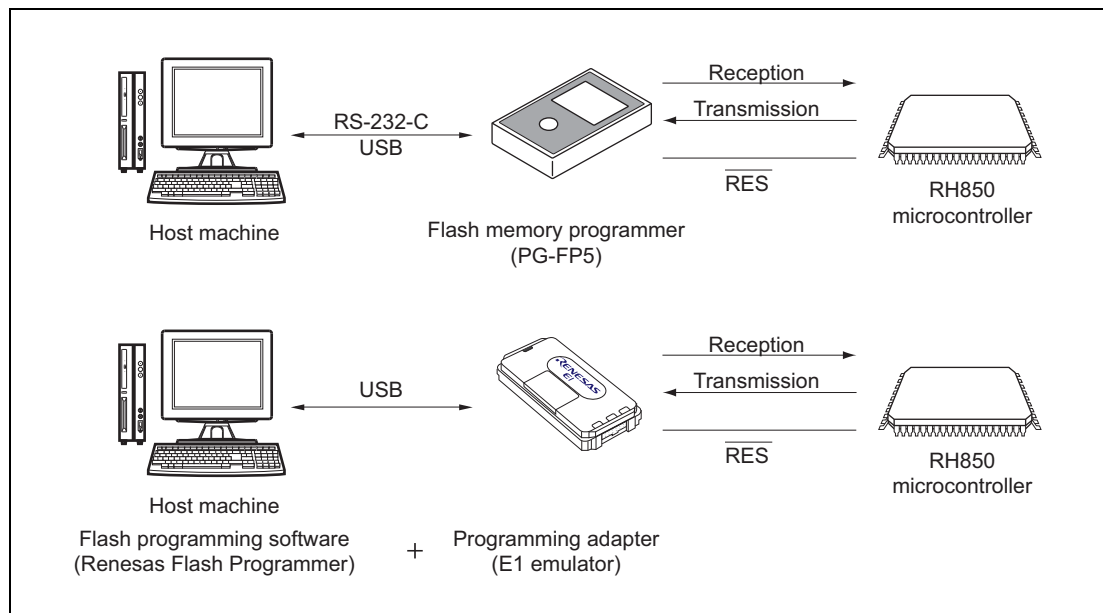 Reception
Transmission
RS-232-C
USB
RES
RH850
microcontroller
Host machine
Flash memory programmer
(PG-FP5)
Reception
Transmission
USB
RENESAS
E1
RES
RH850
microcontroller
Host machine
Flash programming software
(Renesas Flash Programmer)
+
Programming adapter
(E1 emulator)